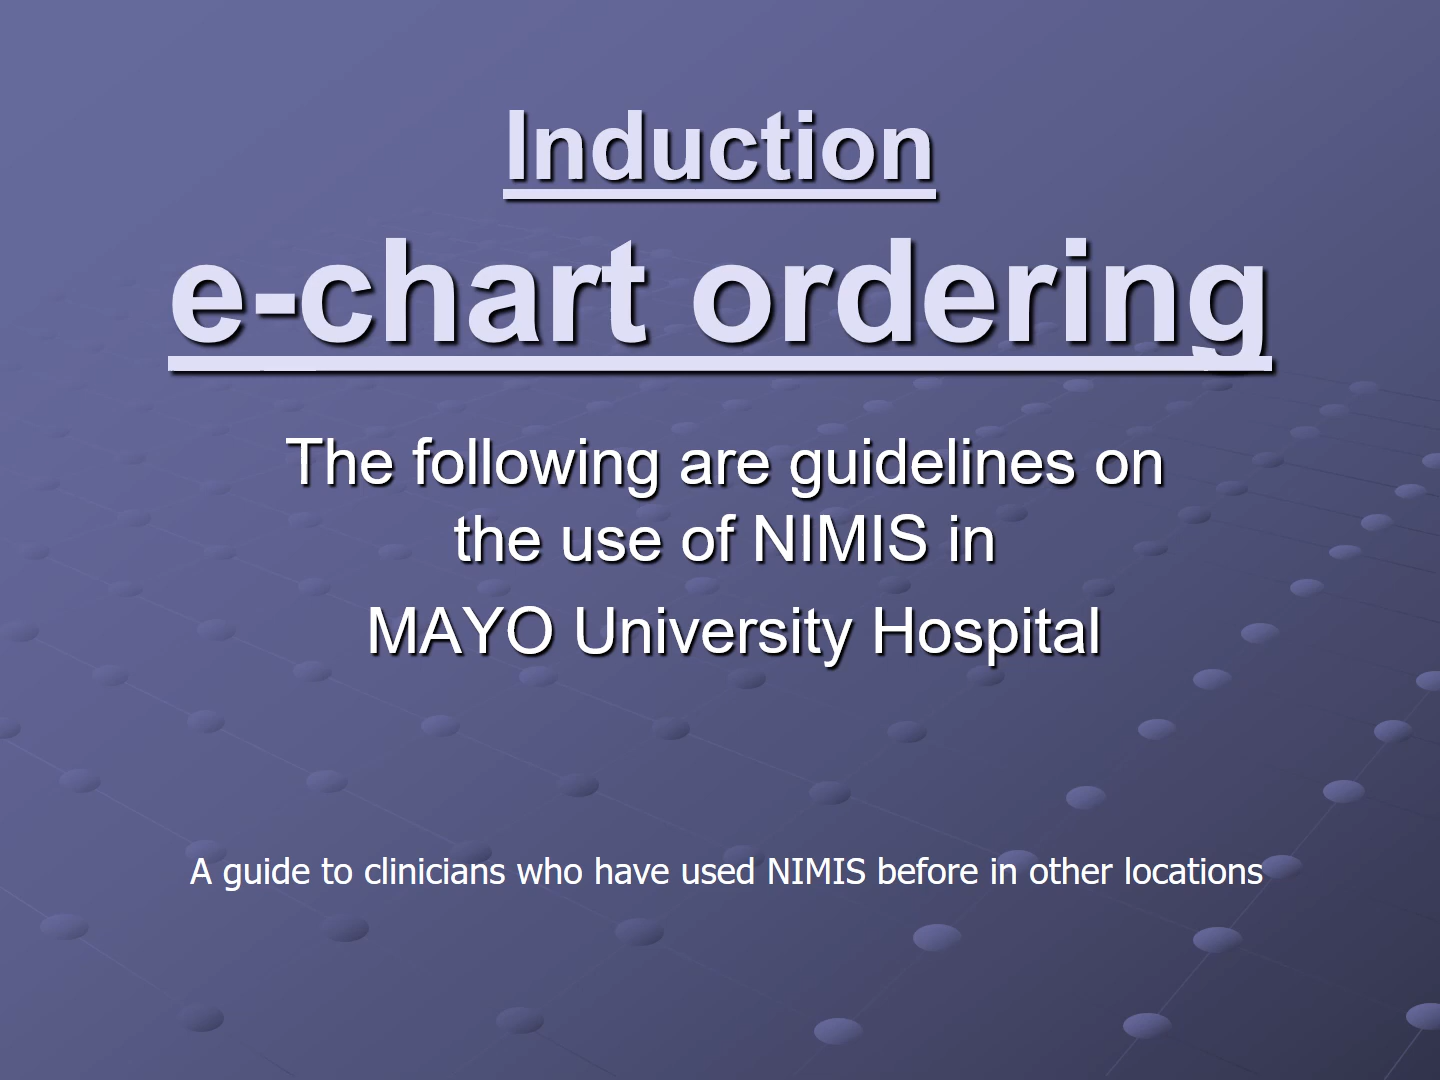 Induction
e-chart ordering
The following are guidelines on
the use of NIMIS in
MAYO University Hospital
A guide to clinicians who have used NIMIS before in other locations